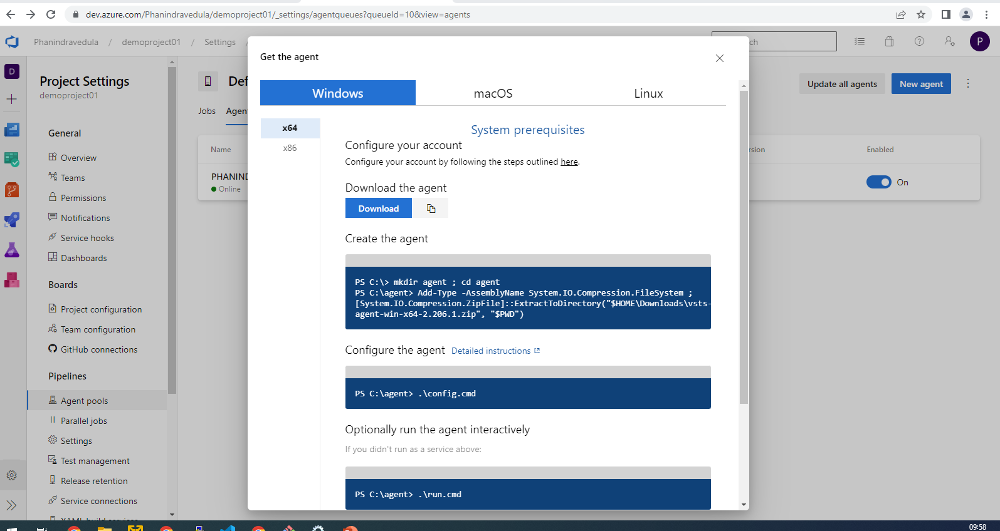 dev.azure.com/Phanindravedula/demoproject01/_settings/agentqueues?queueId=10&view=agents
Phanindravedula / demoproject01 / Settings /
ch
P
D
Project Settings
demoproject01
General
Overview
Teams
Permissions
Notifications
Service hooks
Dashboards
Boards
Project configuration
Team configuration
GitHub connections
Pipelines
Agent pools
Parallel jobs
Settings
Test management
Release retention
Service connections
Def
Update all agents
New agent
Jobs
Agen
Name
rsion
Enabled
PHANIND
Online
On
Get the agent
Windows
macOS
Linux
x64
x86
System prerequisites
Configure your account
Configure your account by following the steps outlined here.
Download the agent
Download
Create the agent
PS C:\> mkdir agent ; cd agent
PS C:\agent> Add-Type -AssemblyName System.IO.Compression.FileSystem ;
[System.IO.Compression.ZipFile]::ExtractToDirectory("$HOME\Downloads\vsts-
agent-win-x64-2.206.1.zip", "$PWD")
Configure the agent Detailed instructions
PS C:\agent> .\config.cmd
Optionally run the agent interactively
If you didn't run as a service above:
PS C:\agent> .\run.cmd
09:58